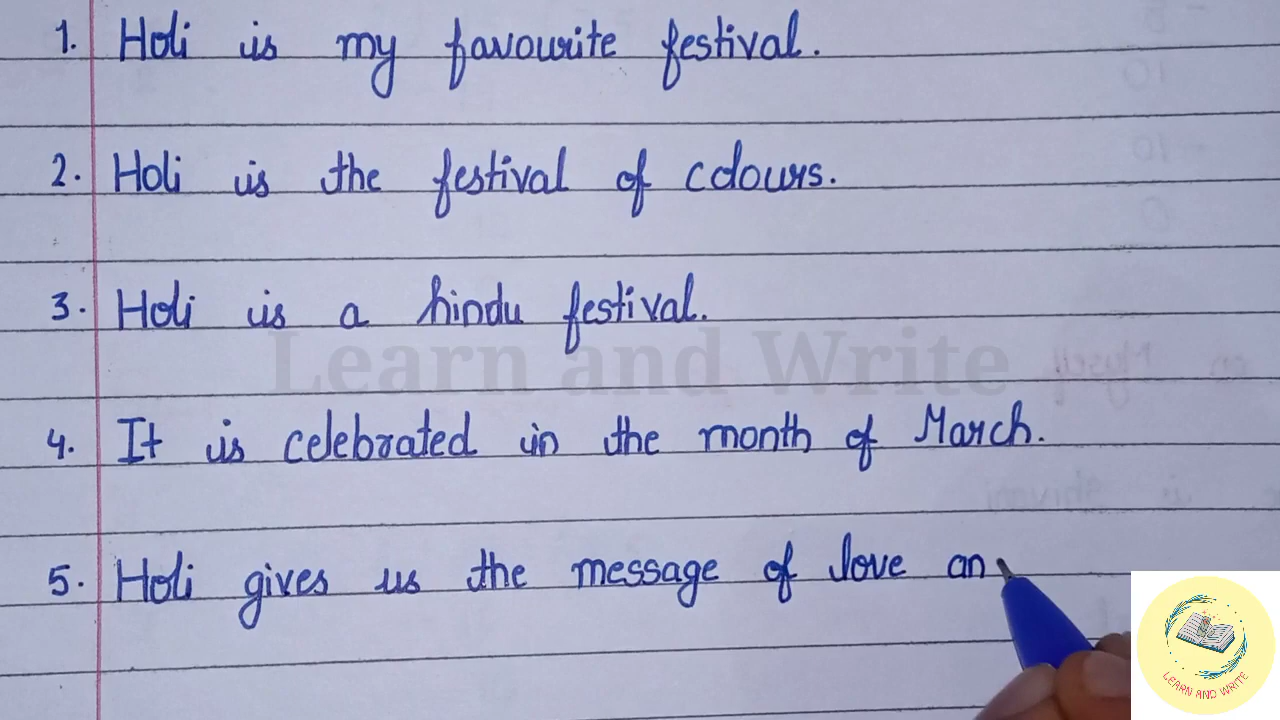 1. Holi is my favourite festival.
2. Holi is the festival of colours.
3. Holi is a hindu festival.
Learn and Write
4. It is celebrated in the month of March.
5. Holi gives us the message of love an
LEARN AND WRITE